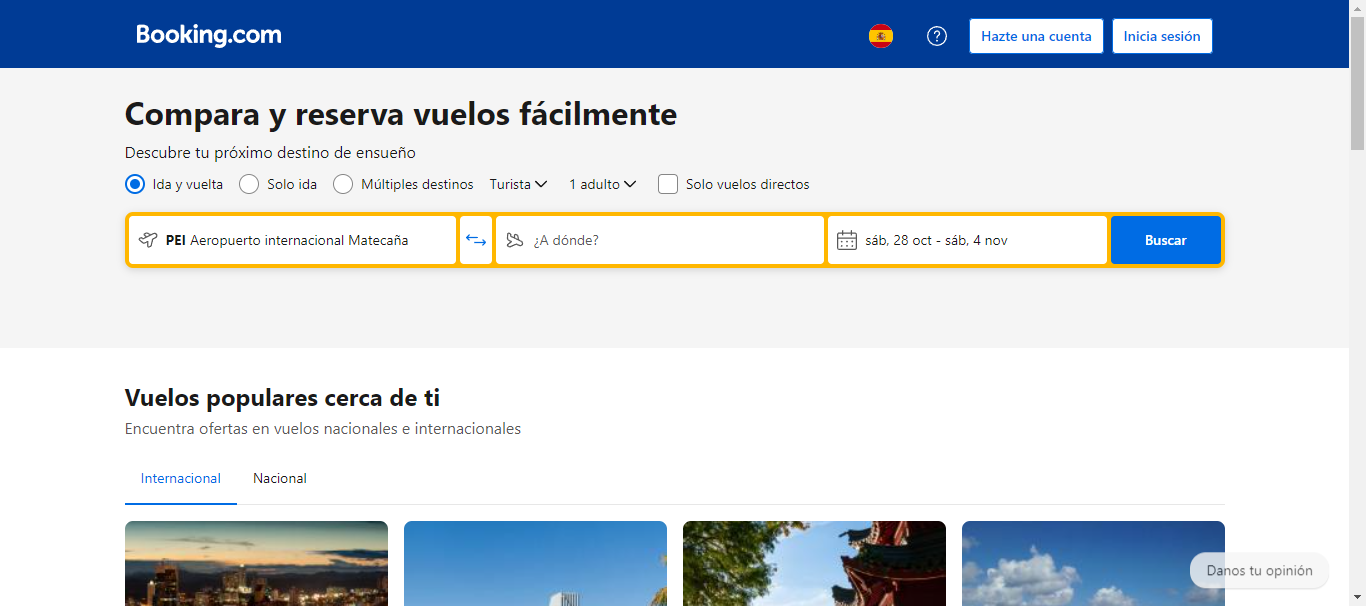 Booking.com
?
Hazte una cuenta
Inicia sesión
Compara y reserva vuelos fácilmente
Descubre tu próximo destino de ensueño
Ida y vuelta Solo ida Múltiples destinos Turista 1 adulto Solo vuelos directos
PEI Aeropuerto internacional Matecaña ¿A dónde? sáb, 28 oct - sáb, 4 nov Buscar
Vuelos populares cerca de ti
Encuentra ofertas en vuelos nacionales e internacionales
Internacional Nacional
Danos tu opinión